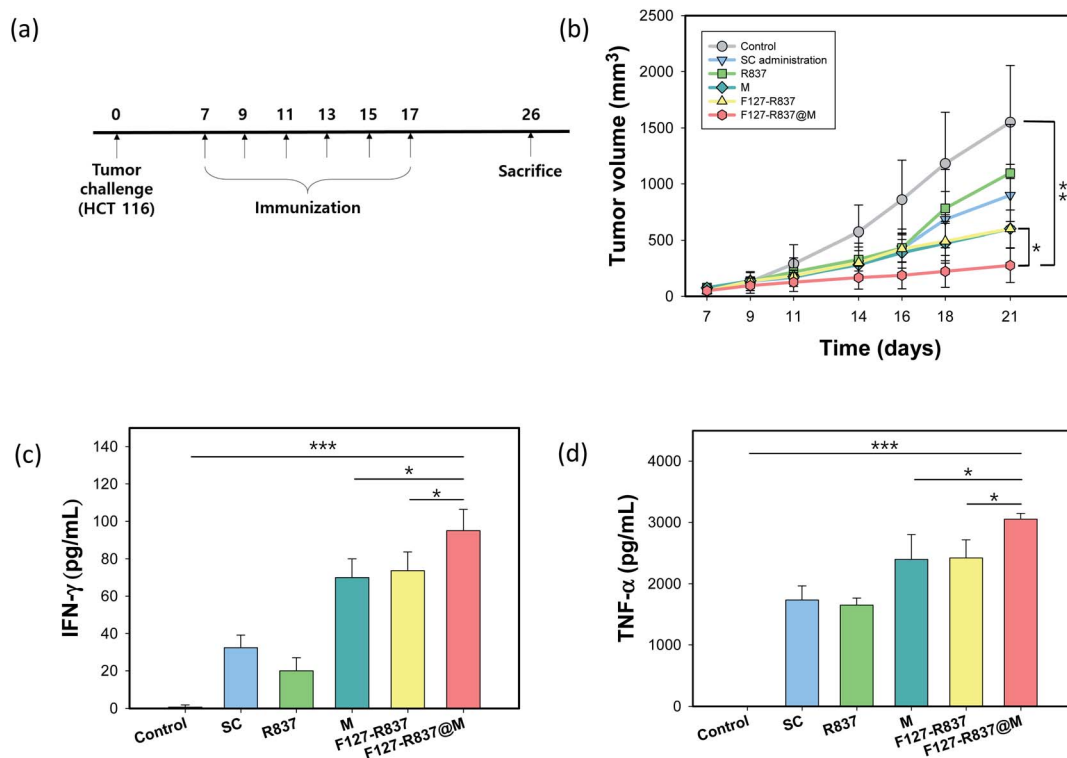 (a)
0 7 9 11 13 15 17 26
Tumor
challenge
(HCT 116)
Immunization
Sacrifice
(b)
Tumor volume (mm³)
2500
2000
1500
1000
500
0
Control
SC administration
R837
M
F127-R837
F127-R837@M
**
*
7 9 11 14 16 18 21
Time (days)
(c)
IFN-γ (pg/mL)
140
120
100
80
60
40
20
0
***
*
*
Control SC R837 M F127-R837 F127-R837@M
(d)
TNF-α (pg/mL)
4000
3000
2000
1000
0
***
*
*
Control SC R837 M F127-R837 F127-R837@M